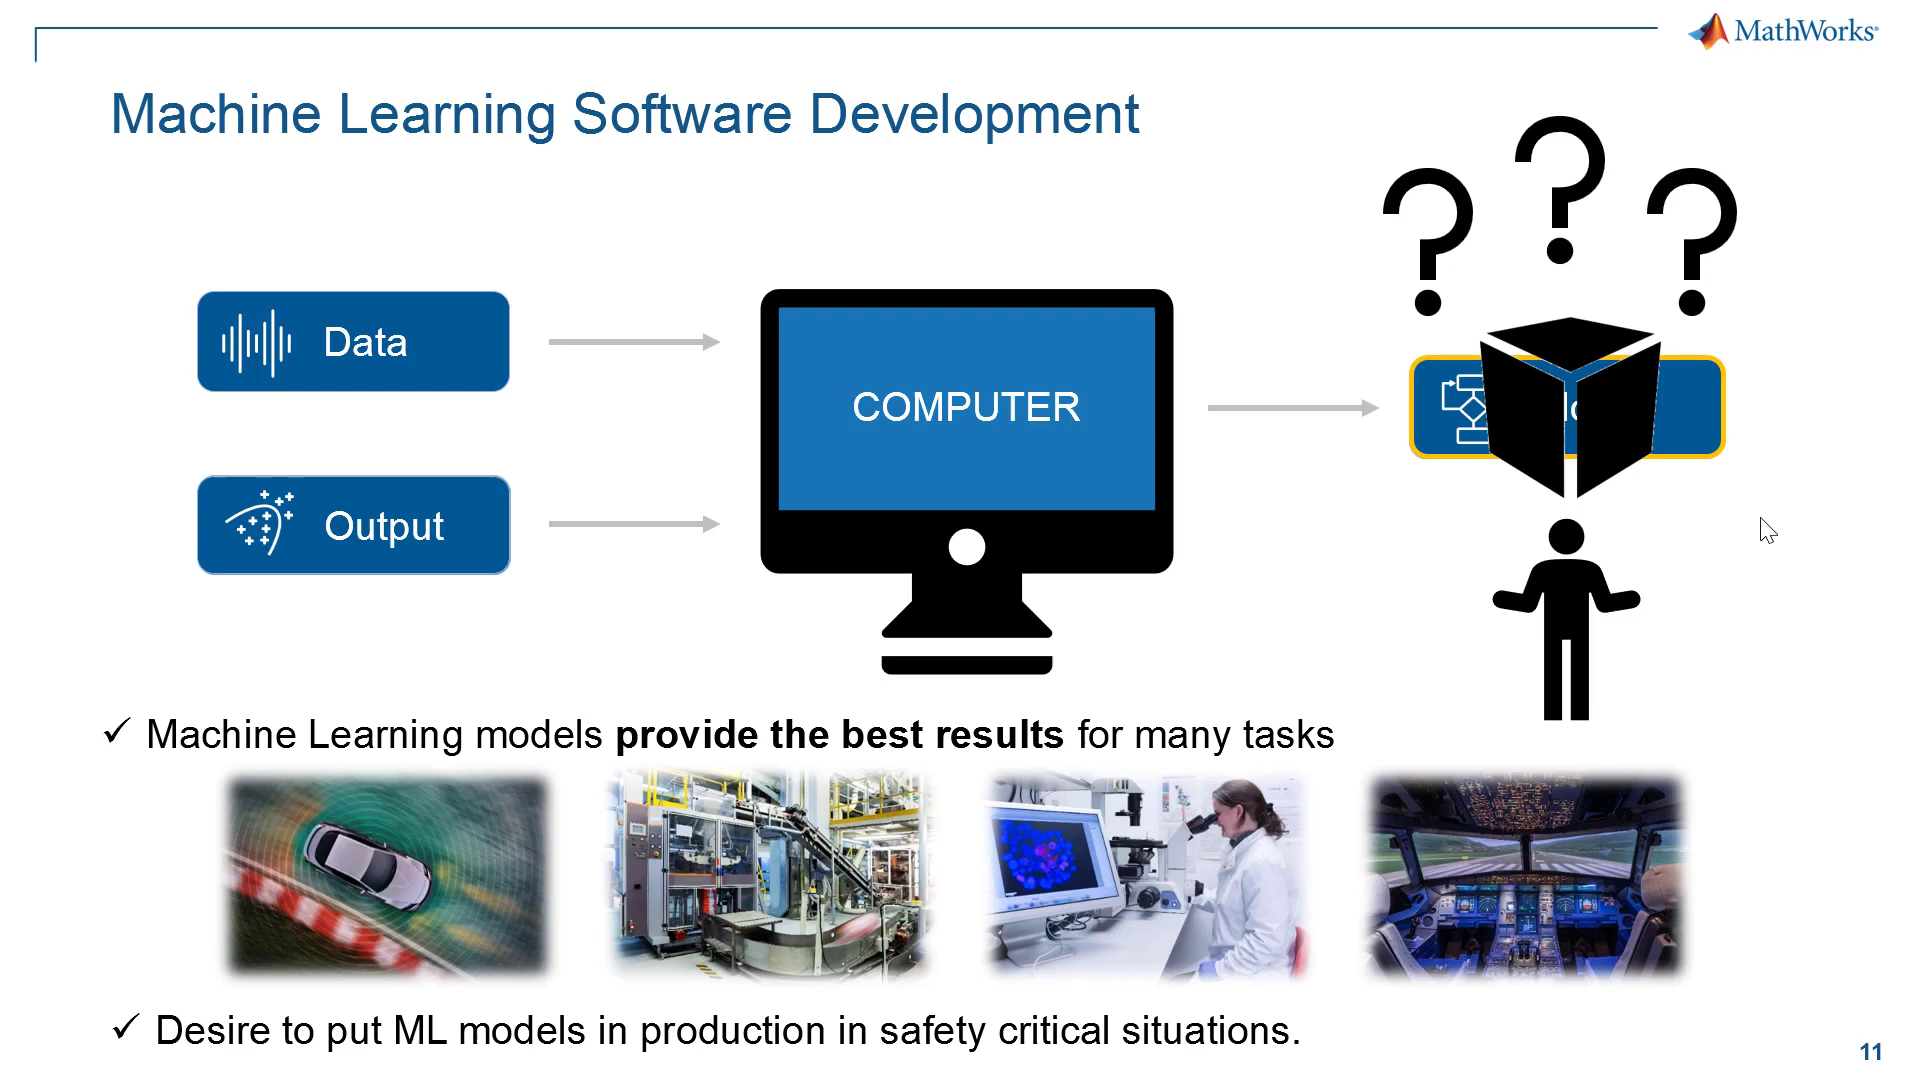 MathWorks
Machine Learning Software Development
Data
COMPUTER
Output
Machine Learning models provide the best results for many tasks
Desire to put ML models in production in safety critical situations.
11